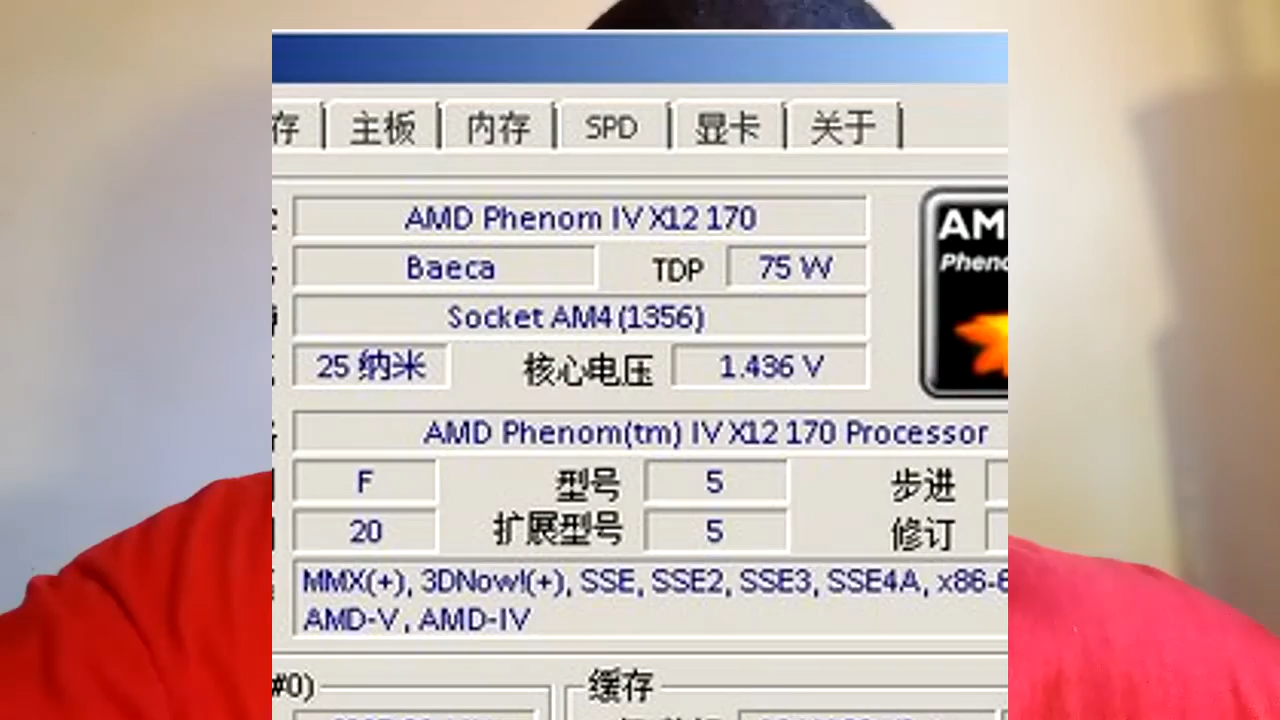 存 主板 内存 SPD 显卡 关于
AMD Phenom IV X12 170
Baeca TDP 75 W
Socket AM4 (1356)
25 纳米 核心电压 1.436 V
AMD Phenom(tm) IV X12 170 Processor
F 型号 5 步进
20 扩展型号 5 修订
MMX(+), 3DNow!(+), SSE, SSE2, SSE3, SSE4A, x86-6
AMD-V, AMD-IV
#0) 缓存
AM
Pheno